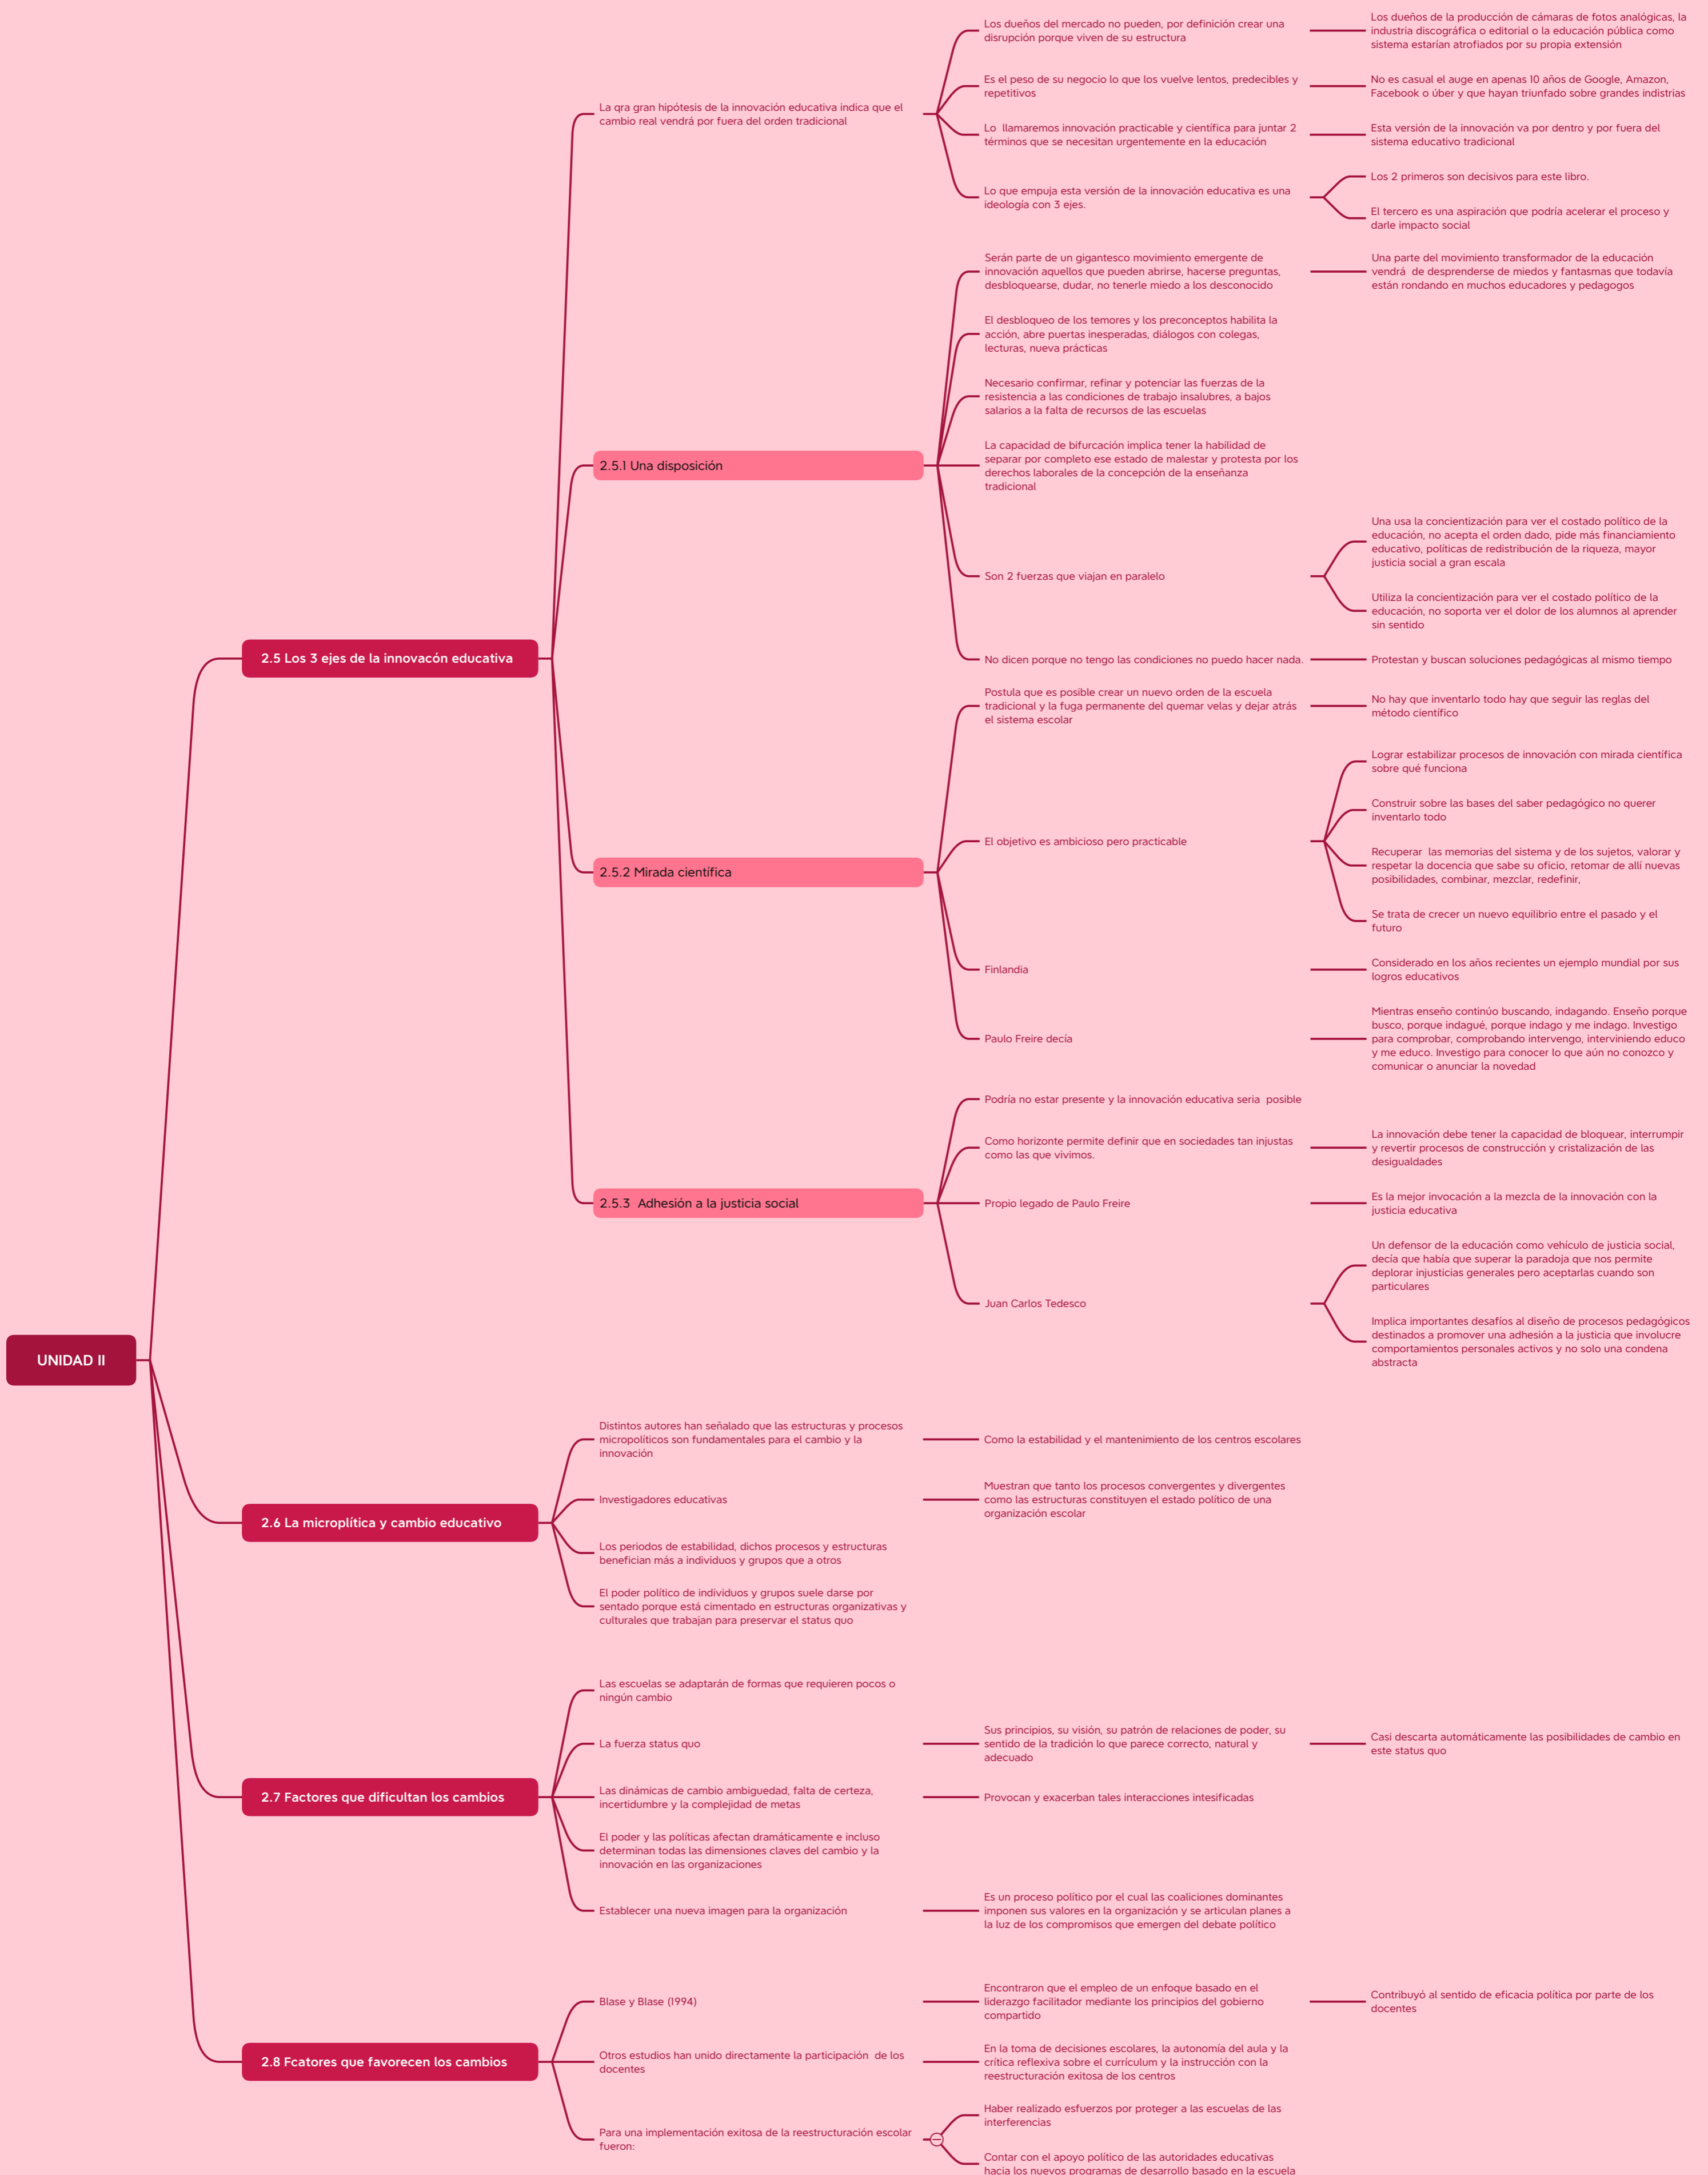 UNIDAD II
2.5 Los 3 ejes de la innovacón educativa
La qra gran hipótesis de la innovación educativa indica que el
cambio real vendrá por fuera del orden tradicional
Los dueños del mercado no pueden, por definición crear una
disrupción porque viven de su estructura
Los dueños de la producción de cámaras de fotos analógicas, la
industria discográfica o editorial o la educación pública como
sistema estarían atrofiados por su propia extensión
Es el peso de su negocio lo que los vuelve lentos, predecibles y
repetitivos
No es casual el auge en apenas 10 años de Google, Amazon,
Facebook o úber y que hayan triunfado sobre grandes indistrias
Lo  llamaremos innovación practicable y científica para juntar 2
términos que se necesitan urgentemente en la educación
Esta versión de la innovación va por dentro y por fuera del
sistema educativo tradicional
Lo que empuja esta versión de la innovación educativa es una
ideología con 3 ejes.
Los 2 primeros son decisivos para este libro.
El tercero es una aspiración que podría acelerar el proceso y
darle impacto social
2.5.1 Una disposición
Serán parte de un gigantesco movimiento emergente de
innovación aquellos que pueden abrirse, hacerse preguntas,
desbloquearse, dudar, no tenerle miedo a los desconocido
Una parte del movimiento transformador de la educación
vendrá  de desprenderse de miedos y fantasmas que todavía
están rondando en muchos educadores y pedagogos
El desbloqueo de los temores y los preconceptos habilita la
acción, abre puertas inesperadas, diálogos con colegas,
lecturas, nueva prácticas
Necesario confirmar, refinar y potenciar las fuerzas de la
resistencia a las condiciones de trabajo insalubres, a bajos
salarios a la falta de recursos de las escuelas
La capacidad de bifurcación implica tener la habilidad de
separar por completo ese estado de malestar y protesta por los
derechos laborales de la concepción de la enseñanza
tradicional
Son 2 fuerzas que viajan en paralelo
Una usa la concientización para ver el costado político de la
educación, no acepta el orden dado, pide más financiamiento
educativo, políticas de redistribución de la riqueza, mayor
justicia social a gran escala
Utiliza la concientización para ver el costado político de la
educación, no soporta ver el dolor de los alumnos al aprender
sin sentido
No dicen porque no tengo las condiciones no puedo hacer nada.
Protestan y buscan soluciones pedagógicas al mismo tiempo
2.5.2 Mirada científica
Postula que es posible crear un nuevo orden de la escuela
tradicional y la fuga permanente del quemar velas y dejar atrás
el sistema escolar
No hay que inventarlo todo hay que seguir las reglas del
método científico
El objetivo es ambicioso pero practicable
Lograr estabilizar procesos de innovación con mirada científica
sobre qué funciona
Construir sobre las bases del saber pedagógico no querer
inventarlo todo
Recuperar  las memorias del sistema y de los sujetos, valorar y
respetar la docencia que sabe su oficio, retomar de allí nuevas
posibilidades, combinar, mezclar, redefinir,
Se trata de crecer un nuevo equilibrio entre el pasado y el
futuro
Finlandia
Considerado en los años recientes un ejemplo mundial por sus
logros educativos
Paulo Freire decía
Mientras enseño continúo buscando, indagando. Enseño porque
busco, porque indagué, porque indago y me indago. Investigo
para comprobar, comprobando intervengo, interviniendo educo
y me educo. Investigo para conocer lo que aún no conozco y
comunicar o anunciar la novedad
2.5.3  Adhesión a la justicia social
Podría no estar presente y la innovación educativa seria  posible
Como horizonte permite definir que en sociedades tan injustas
como las que vivimos.
La innovación debe tener la capacidad de bloquear, interrumpir
y revertir procesos de construcción y cristalización de las
desigualdades
Propio legado de Paulo Freire
Es la mejor invocación a la mezcla de la innovación con la
justicia educativa
Juan Carlos Tedesco
Un defensor de la educación como vehículo de justicia social,
decía que había que superar la paradoja que nos permite
deplorar injusticias generales pero aceptarlas cuando son
particulares
Implica importantes desafíos al diseño de procesos pedagógicos
destinados a promover una adhesión a la justicia que involucre
comportamientos personales activos y no solo una condena
abstracta
2.6 La microplítica y cambio educativo
Distintos autores han señalado que las estructuras y procesos
micropolíticos son fundamentales para el cambio y la
innovación
Como la estabilidad y el mantenimiento de los centros escolares
Investigadores educativas
Muestran que tanto los procesos convergentes y divergentes
como las estructuras constituyen el estado político de una
organización escolar
Los periodos de estabilidad, dichos procesos y estructuras
benefician más a individuos y grupos que a otros
El poder político de individuos y grupos suele darse por
sentado porque está cimentado en estructuras organizativas y
culturales que trabajan para preservar el status quo
2.7 Factores que dificultan los cambios
Las escuelas se adaptarán de formas que requieren pocos o
ningún cambio
La fuerza status quo
Sus principios, su visión, su patrón de relaciones de poder, su
sentido de la tradición lo que parece correcto, natural y
adecuado
Casi descarta automáticamente las posibilidades de cambio en
este status quo
Las dinámicas de cambio ambiguedad, falta de certeza,
incertidumbre y la complejidad de metas
Provocan y exacerban tales interacciones intesificadas
El poder y las políticas afectan dramáticamente e incluso
determinan todas las dimensiones claves del cambio y la
innovación en las organizaciones
Establecer una nueva imagen para la organización
Es un proceso político por el cual las coaliciones dominantes
imponen sus valores en la organización y se articulan planes a
la luz de los compromisos que emergen del debate político
2.8 Fcatores que favorecen los cambios
Blase y Blase (1994)
Encontraron que el empleo de un enfoque basado en el
liderazgo facilitador mediante los principios del gobierno
compartido
Contribuyó al sentido de eficacia política por parte de los
docentes
Otros estudios han unido directamente la participación  de los
docentes
En la toma de decisiones escolares, la autonomía del aula y la
crítica reflexiva sobre el currículum y la instrucción con la
reestructuración exitosa de los centros
Para una implementación exitosa de la reestructuración escolar
fueron:
Haber realizado esfuerzos por proteger a las escuelas de las
interferencias
Contar con el apoyo político de las autoridades educativas
hacia los nuevos programas de desarrollo basado en la escuela